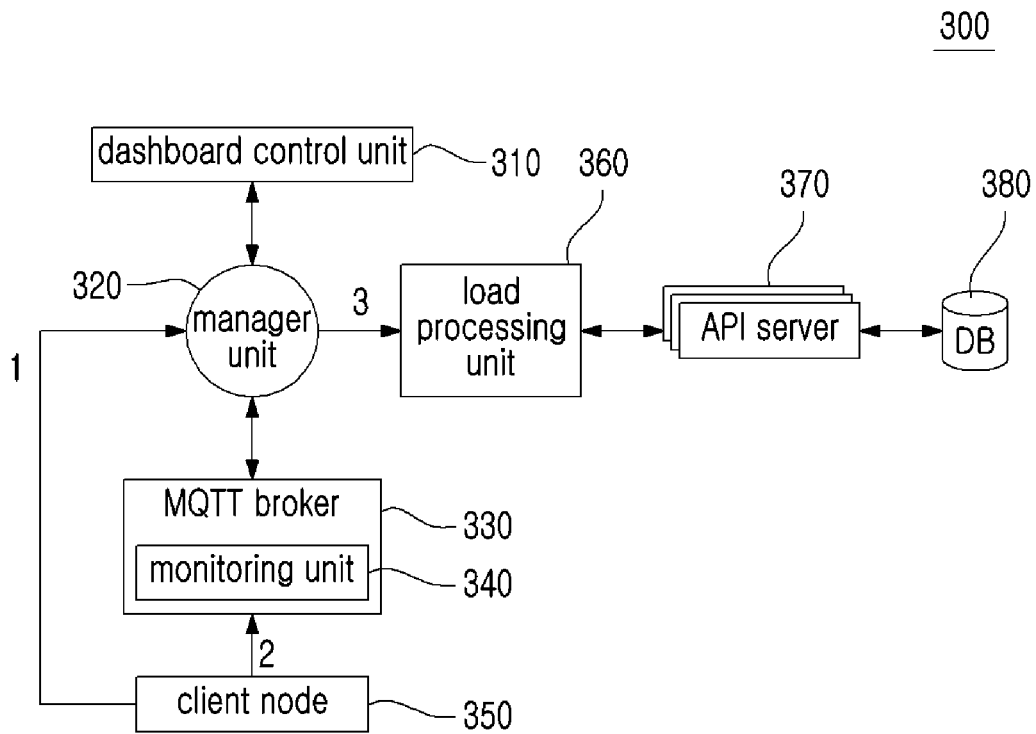 300
dashboard control unit
310
360
370
380
320
manager
unit
3
load
processing
unit
API server
DB
1
MQTT broker
330
monitoring unit
340
2
client node
350